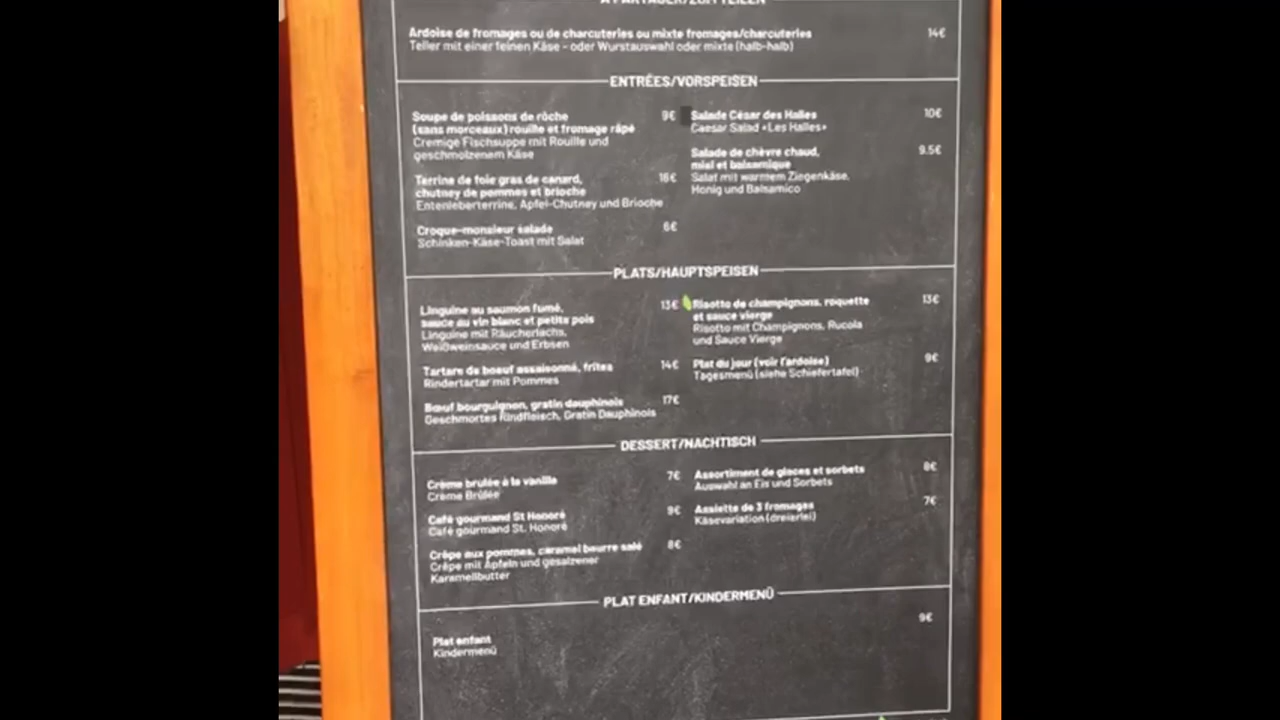 À PARTAGER/ZUM TEILEN
Ardoise de fromages ou de charcuteries ou mixte fromages/charcuteries 14€
Teller mit einer feinen Käse - oder Wurstauswahl oder mixte (halb-halb)
ENTRÉES/VORSPEISEN
Soupe de poissons de rôche 9€
(sans morceaux) rouille et fromage râpé
Cremige Fischsuppe mit Rouille und
geschmolzenem Käse
Terrine de foie gras de canard, 16€
chutney de pommes et brioche
Entenleberterrine, Apfel-Chutney und Brioche
Croque-monsieur salade 6€
Schinken-Käse-Toast mit Salat
Salade César des Halles 10€
Caesar Salad «Les Halles»
Salade de chèvre chaud, 9.5€
miel et balsamique
Salat mit warmem Ziegenkäse,
Honig und Balsamico
PLATS/HAUPTSPEISEN
Linguine au saumon fumé, 13€
sauce au vin blanc et petits pois
Linguine mit Räucherlachs,
Weißweinsauce und Erbsen
Tartare de bœuf assaisonné, frites 14€
Rindertartar mit Pommes
Bœuf bourguignon, gratin dauphinois 17€
Geschmortes Rindfleisch, Gratin Dauphinois
Risotto de champignons, roquette 13€
et sauce vierge
Risotto mit Champignons, Rucola
und Sauce Vierge
Plat du jour (voir l'ardoise) 9€
Tagesmenü (siehe Schiefertafel)
DESSERT/NACHTISCH
Crème brulée à la vanille 7€
Crème Brûlée
Café gourmand St Honoré 9€
Café gourmand St. Honoré
Crêpe aux pommes, caramel beurre salé 8€
Crêpe mit Äpfeln und gesalzener
Karamellbutter
Assortiment de glaces et sorbets 8€
Auswahl an Eis und Sorbets
Assiette de 3 fromages 7€
Käsevariation (dreierlei)
PLAT ENFANT/KINDERMENÜ
Plat enfant 9€
Kindermenü